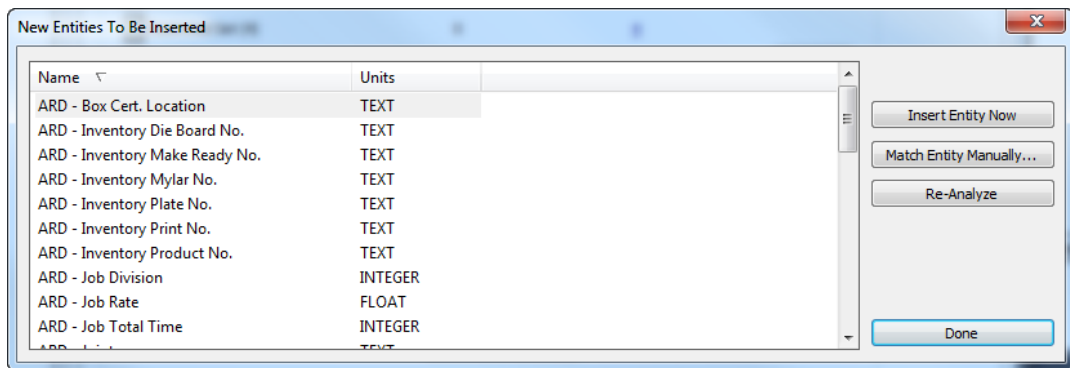 New Entities To Be Inserted
Name Units
ARD - Box Cert. Location TEXT
ARD - Inventory Die Board No. TEXT
ARD - Inventory Make Ready No. TEXT
ARD - Inventory Mylar No. TEXT
ARD - Inventory Plate No. TEXT
ARD - Inventory Print No. TEXT
ARD - Inventory Product No. TEXT
ARD - Job Division INTEGER
ARD - Job Rate FLOAT
ARD - Job Total Time INTEGER
Insert Entity Now
Match Entity Manually...
Re-Analyze
Done